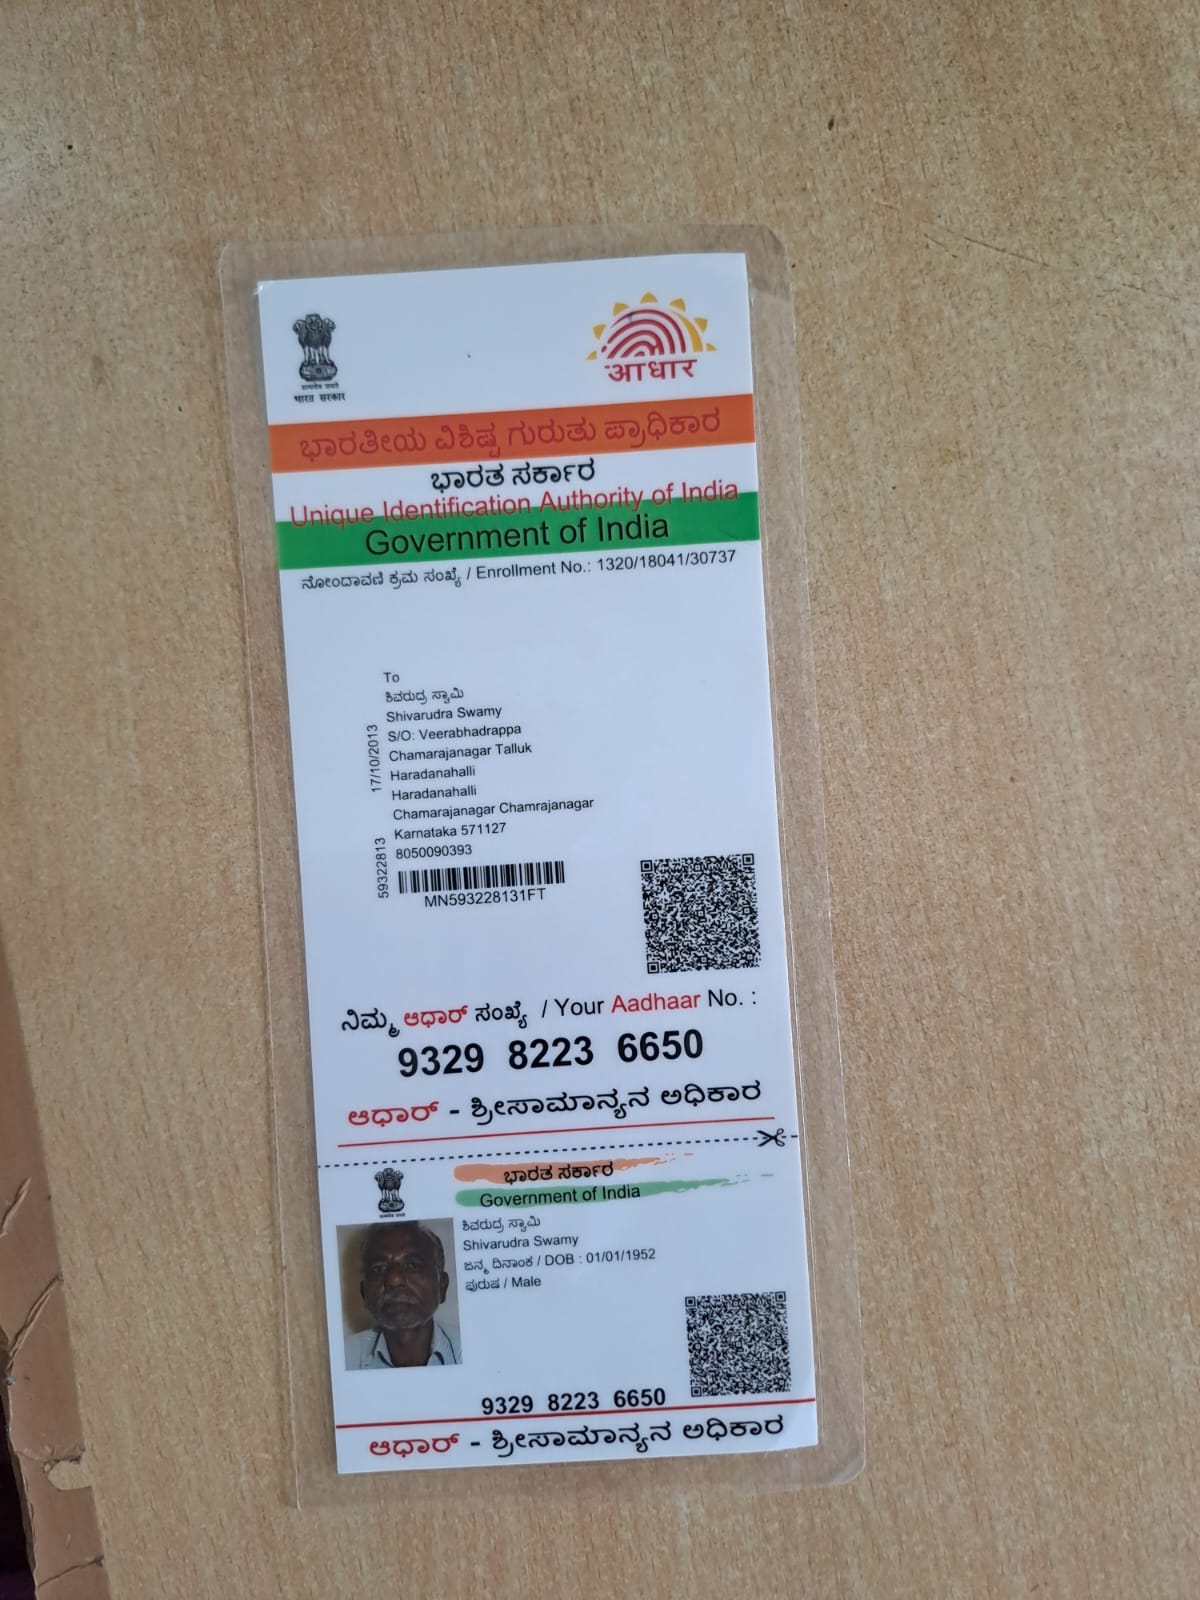 सत्यमेव जयते
भारत सरकार
आधार
ಭಾರತೀಯ ವಿಶಿಷ್ಟ ಗುರುತು ಪ್ರಾಧಿಕಾರ
ಭಾರತ ಸರ್ಕಾರ
Unique Identification Authority of India
Government of India
ನೋಂದಾವಣಿ ಕ್ರಮ ಸಂಖ್ಯೆ / Enrollment No.: 1320/18041/30737
To
ಶಿವರುದ್ರ ಸ್ವಾಮಿ
Shivarudra Swamy
S/O: Veerabhadrappa
Chamarajanagar Talluk
Haradanahalli
Haradanahalli
Chamarajanagar Chamrajanagar
Karnataka 571127
8050090393
17/10/2013
59322813
MN593228131FT
ನಿಮ್ಮ ಆಧಾರ್ ಸಂಖ್ಯೆ / Your Aadhaar No. :
9329 8223 6650
ಆಧಾರ್ - ಶ್ರೀಸಾಮಾನ್ಯನ ಅಧಿಕಾರ
ಭಾರತ ಸರ್ಕಾರ
Government of India
ಶಿವರುದ್ರ ಸ್ವಾಮಿ
Shivarudra Swamy
ಜನ್ಮ ದಿನಾಂಕ / DOB : 01/01/1952
ಪುರುಷ / Male
9329 8223 6650
ಆಧಾರ್ - ಶ್ರೀಸಾಮಾನ್ಯನ ಅಧಿಕಾರ